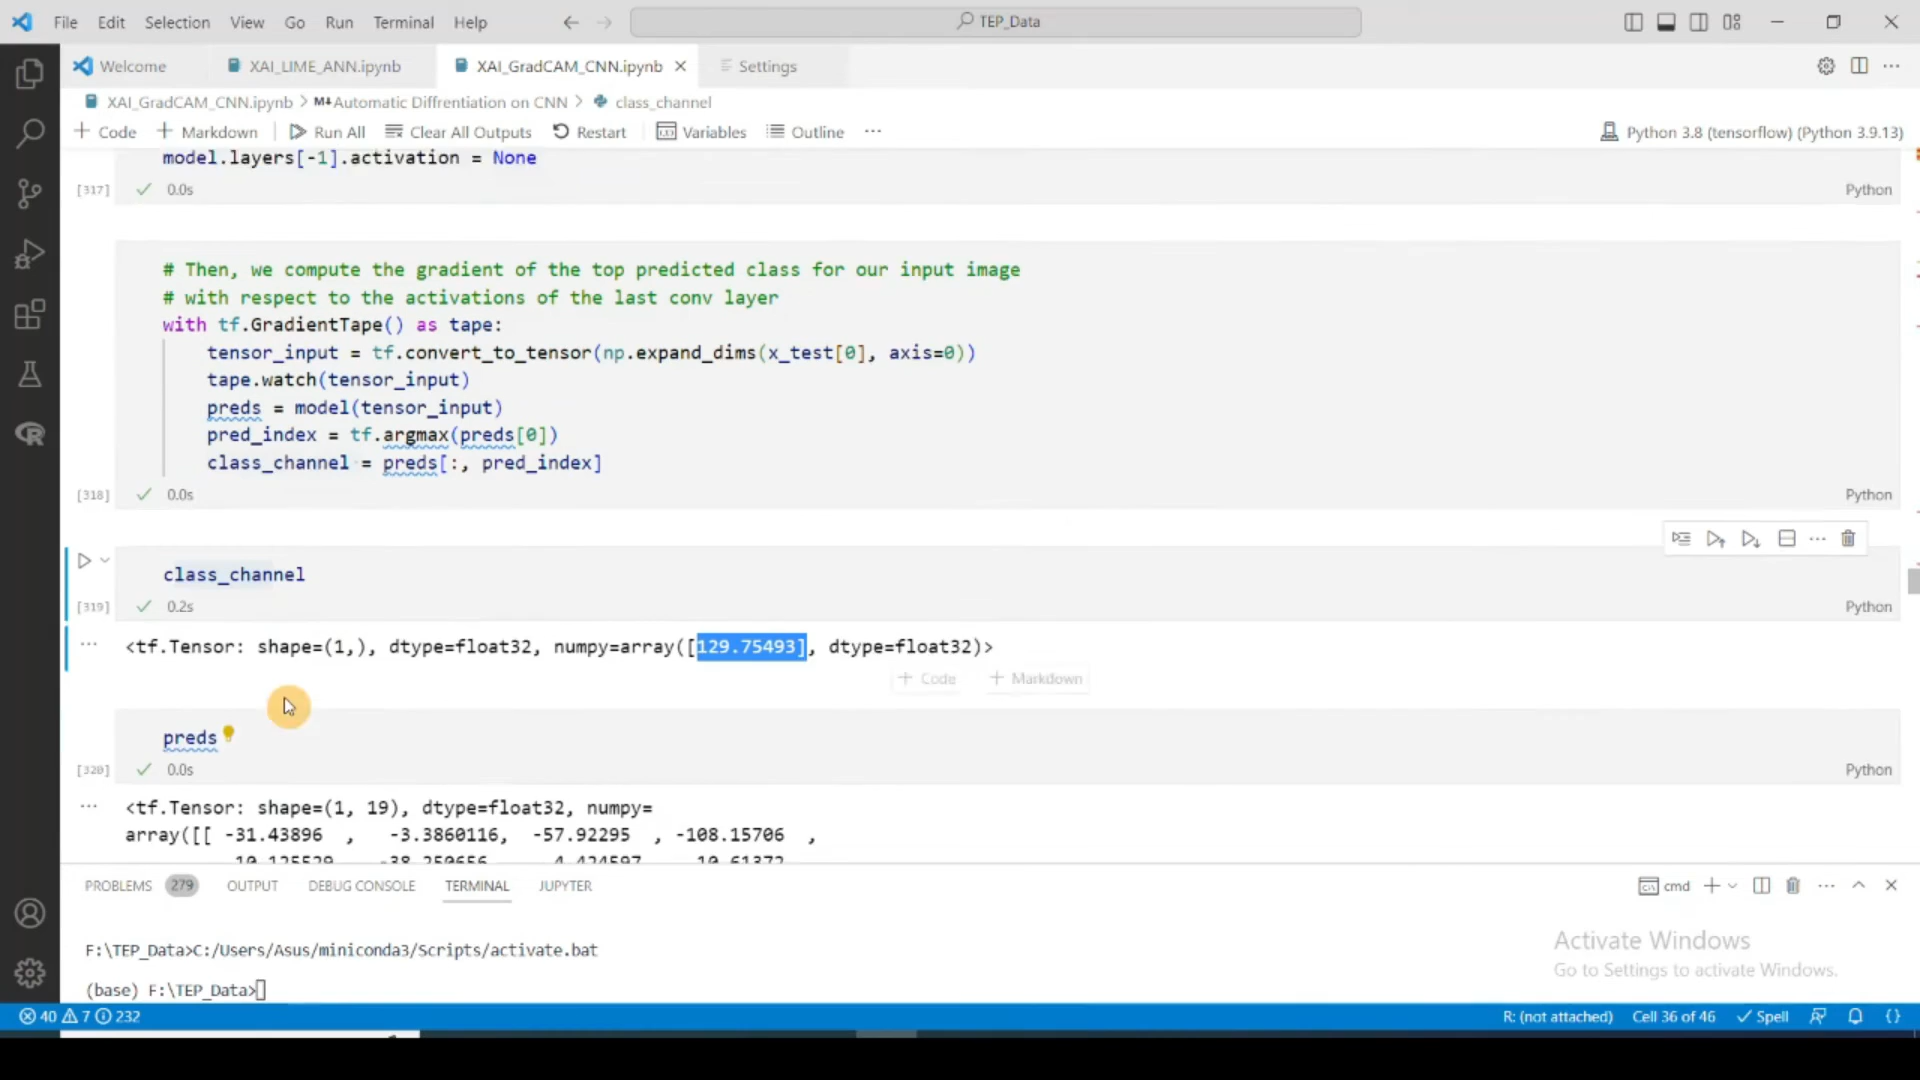 File Edit Selection View Go Run Terminal Help TEP_Data
Welcome XAI_LIME_ANN.ipynb XAI_GradCAM_CNN.ipynb Settings
XAI_GradCAM_CNN.ipynb > M↓Automatic Diffrentiation on CNN > class_channel
+ Code + Markdown Run All Clear All Outputs Restart Variables Outline ... Python 3.8 (tensorflow) (Python 3.9.13)
model.layers[-1].activation = None
[317] ✓ 0.0s Python
# Then, we compute the gradient of the top predicted class for our input image
# with respect to the activations of the last conv layer
with tf.GradientTape() as tape:
tensor_input = tf.convert_to_tensor(np.expand_dims(x_test[0], axis=0))
tape.watch(tensor_input)
preds = model(tensor_input)
pred_index = tf.argmax(preds[0])
class_channel = preds[:, pred_index]
[318] ✓ 0.0s Python
class_channel
[319] ✓ 0.2s Python
... <tf.Tensor: shape=(1,), dtype=float32, numpy=array([129.75493], dtype=float32)>
+ Code + Markdown
preds
[320] ✓ 0.0s Python
... <tf.Tensor: shape=(1, 19), dtype=float32, numpy=
array([[ -31.43896 , -3.3860116, -57.92295 , -108.15706 ,
PROBLEMS 279 OUTPUT DEBUG CONSOLE TERMINAL JUPYTER cmd
F:\TEP_Data>C:/Users/Asus/miniconda3/Scripts/activate.bat
Activate Windows
Go to Settings to activate Windows.
(base) F:\TEP_Data>
40 7 232 R: (not attached) Cell 36 of 46 ✓ Spell